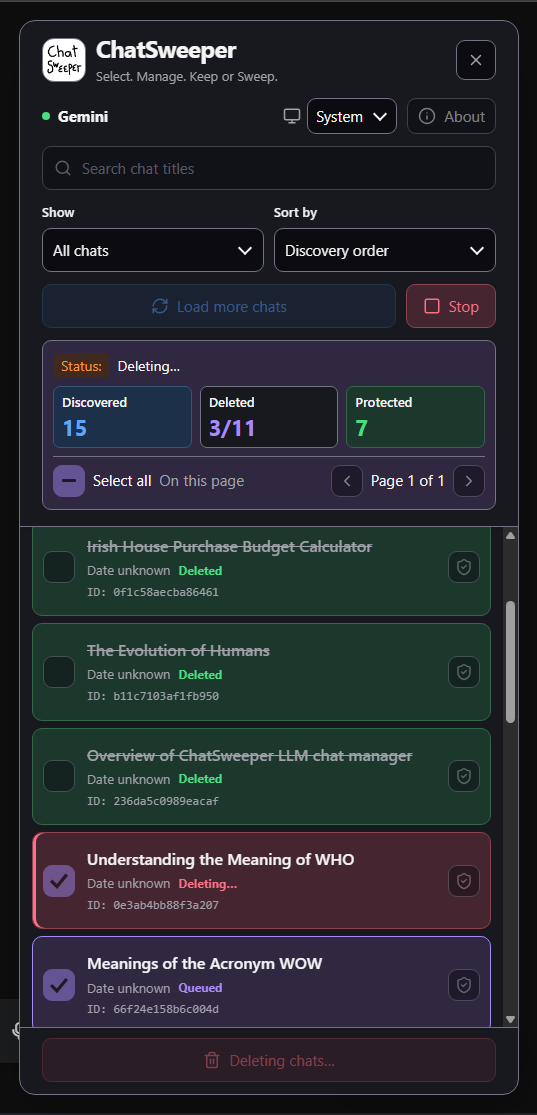 Chat
Sweeper
ChatSweeper
Select. Manage. Keep or Sweep.
Gemini
System
About
Search chat titles
Show
Sort by
All chats
Discovery order
Load more chats
Stop
Status: Deleting...
Discovered
15
Deleted
3/11
Protected
7
Select all On this page
Page 1 of 1
Irish House Purchase Budget Calculator
Date unknown Deleted
ID: 0f1c58aecba86461
The Evolution of Humans
Date unknown Deleted
ID: b11c7103af1fb950
Overview of ChatSweeper LLM chat manager
Date unknown Deleted
ID: 236da5c0989eacaf
Understanding the Meaning of WHO
Date unknown Deleting...
ID: 0e3ab4bb88f3a207
Meanings of the Acronym WOW
Date unknown Queued
ID: 66f24e158b6c004d
Deleting chats...